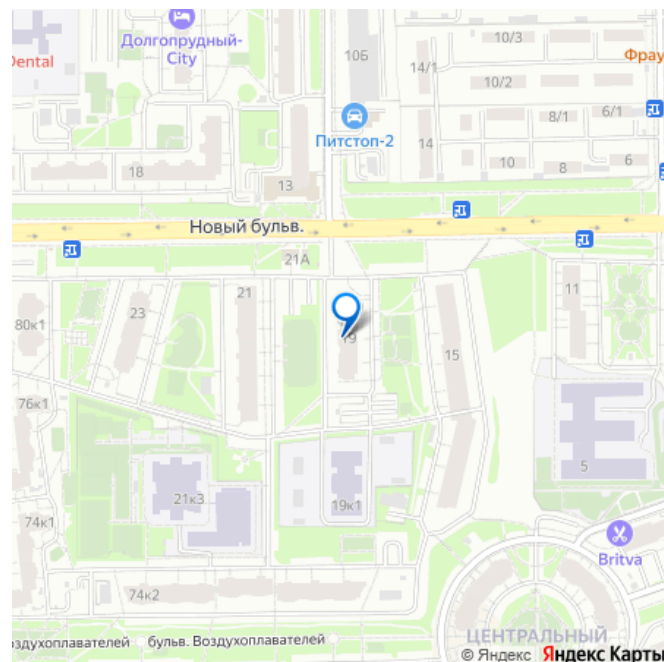 Долгопрудный-
City
Dental
10Б
10/3
14/1
Фрау
10/2
8/1
6/1
Питстоп-2
14
10
8
6
18
13
Новый бульв.
21А
21
23
11
80к1
19
15
76к1
5
21к3
19к1
74к1
Britva
74к2
ЦЕНТРАЛЬНЫЙ
оздухоплавателей
бульв. Воздухоплавателей
© Яндекс Яндекс Карты